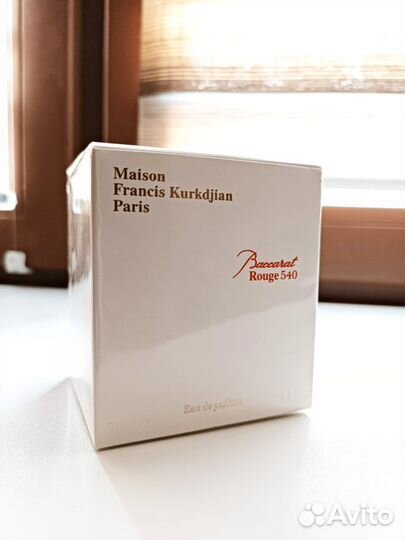 Maison
Francis Kurkdjian
Paris
Baccarat
Rouge 540
Eau de parfum
Avito